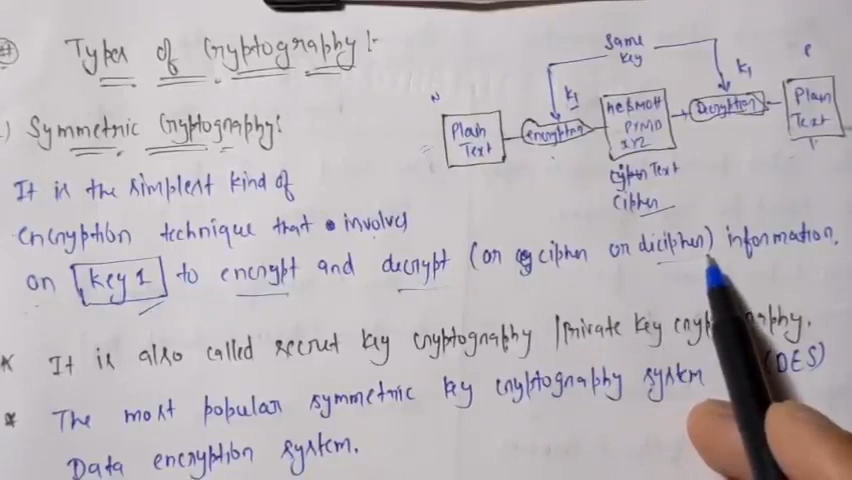 Types of Cryptography :-
Same
key
k1
k1
Plain
Text
encryption
XYZ
Decryption
Plain
Text
Text
Cipher
) Symmetric Cryptography:
It is the simplest kind of
encryption technique that involves
on key 1 to encrypt and decrypt (or cipher or dicipher) information.
* It is also called secrut key cryptography / Private key cryptography.
* The most popular symmetric key cryptography system (DES)
Data encryption system.